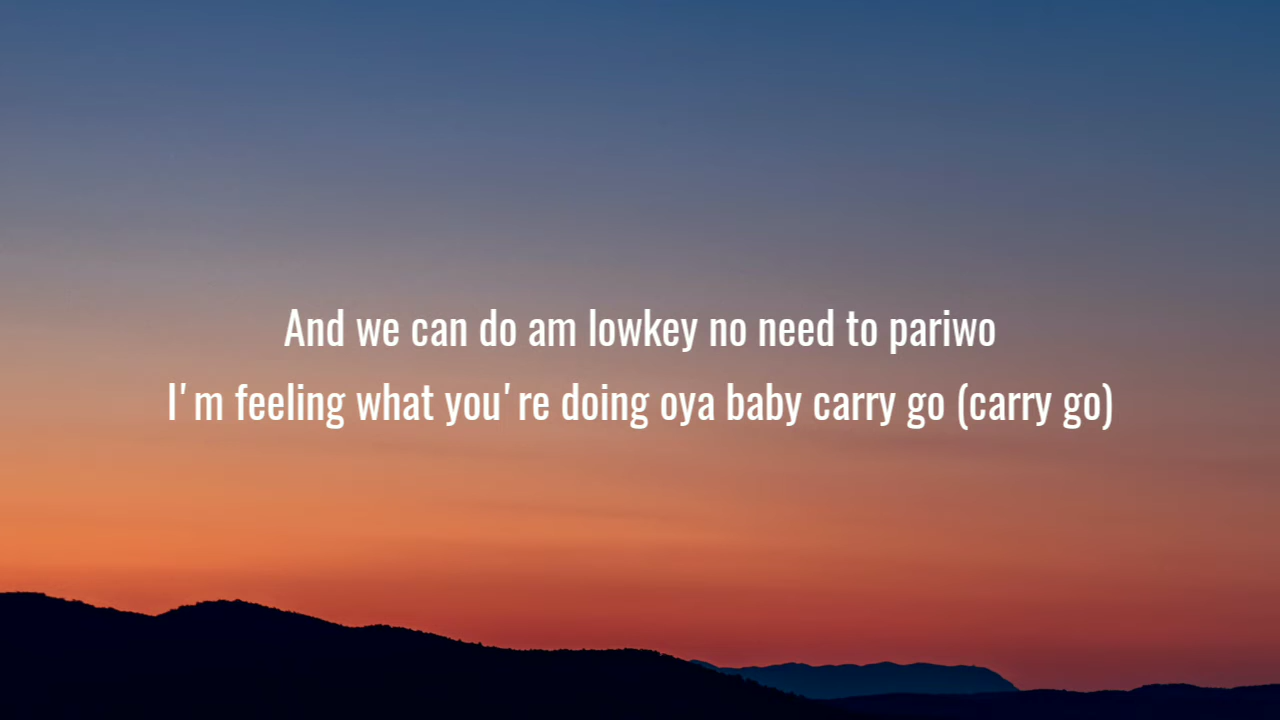 And we can do am lowkey no need to pariwo
I'm feeling what you're doing oya baby carry go (carry go)